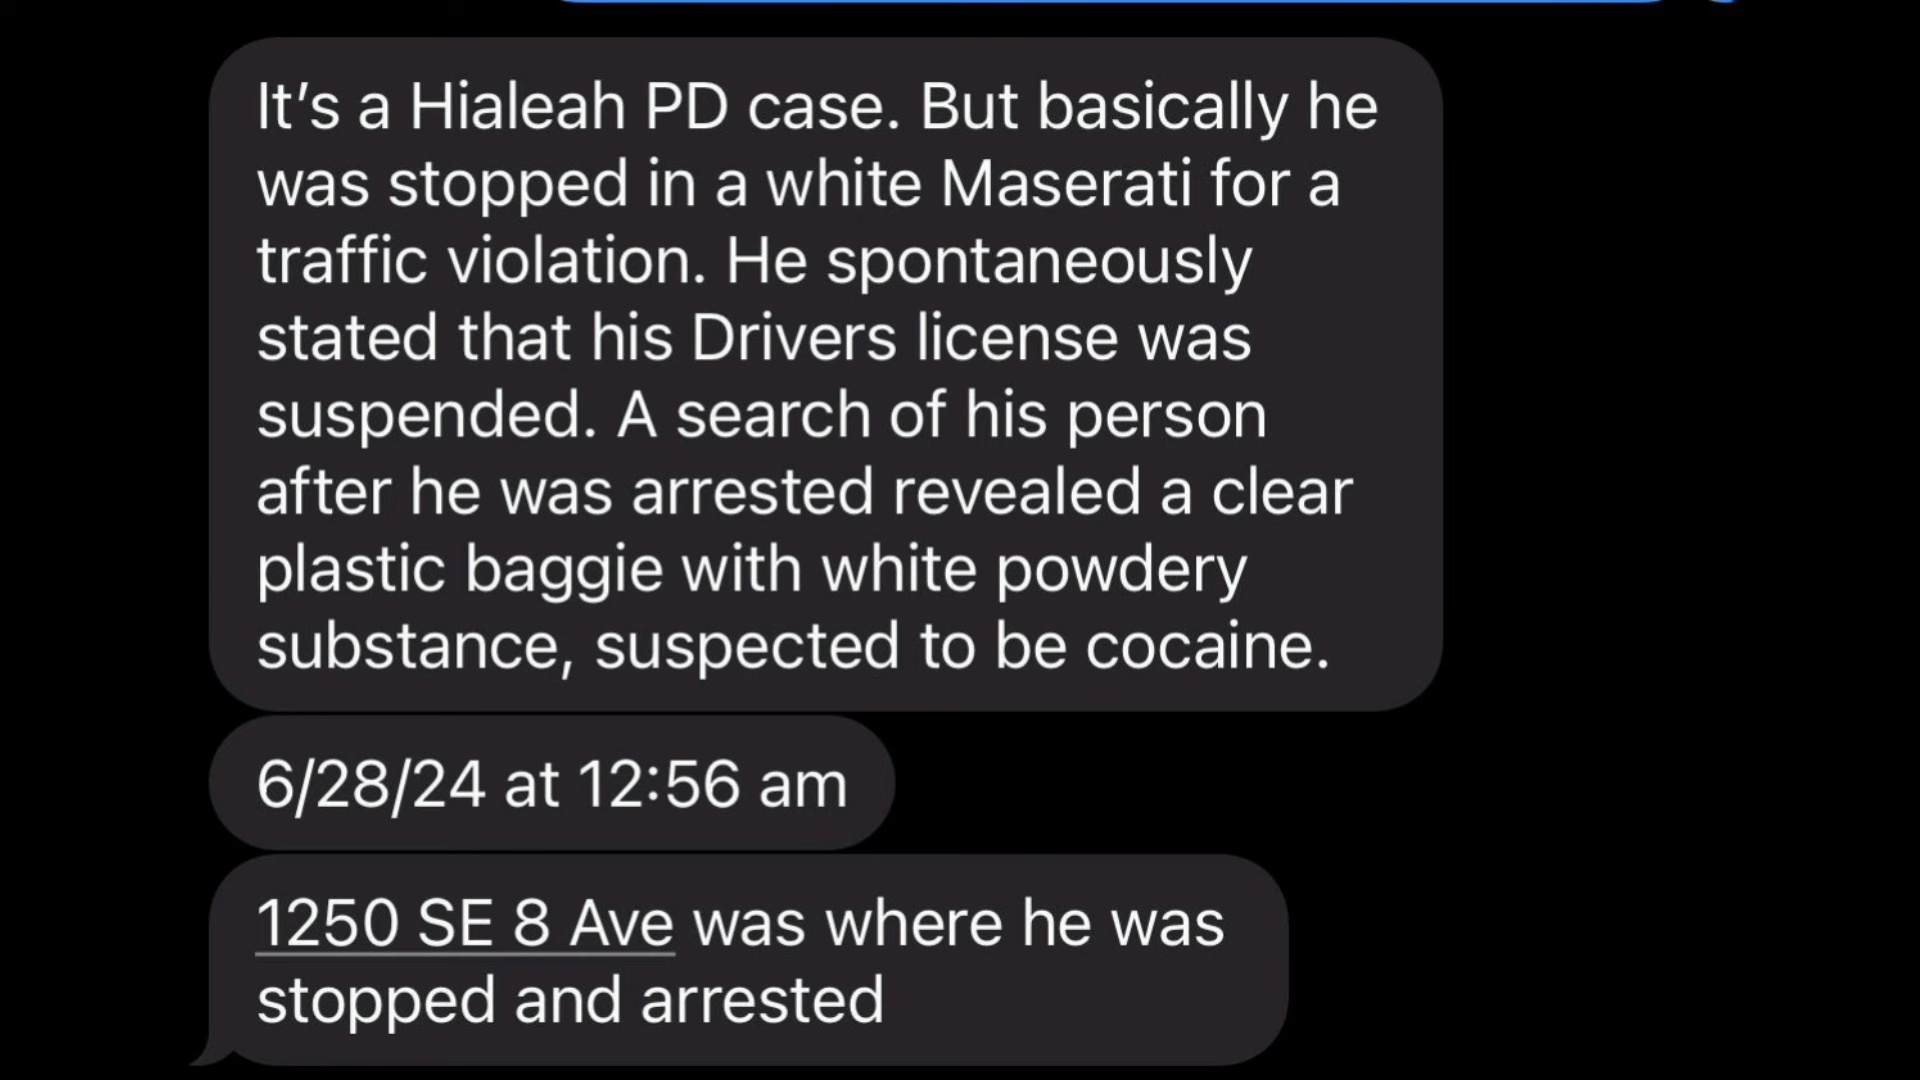 It’s a Hialeah PD case. But basically he
was stopped in a white Maserati for a
traffic violation. He spontaneously
stated that his Drivers license was
suspended. A search of his person
after he was arrested revealed a clear
plastic baggie with white powdery
substance, suspected to be cocaine.
6/28/24 at 12:56 am
1250 SE 8 Ave was where he was
stopped and arrested